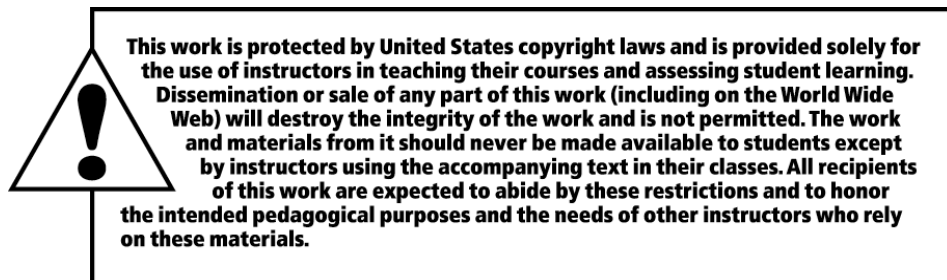 This work is protected by United States copyright laws and is provided solely for
the use of instructors in teaching their courses and assessing student learning.
Dissemination or sale of any part of this work (including on the World Wide
Web) will destroy the integrity of the work and is not permitted. The work
and materials from it should never be made available to students except
by instructors using the accompanying text in their classes. All recipients
of this work are expected to abide by these restrictions and to honor
the intended pedagogical purposes and the needs of other instructors who rely
on these materials.